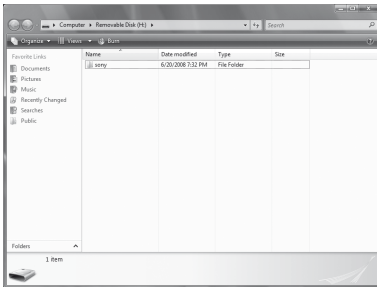 Computer ▸ Removable Disk (H:) ▸ Search
Organize Views Burn
Favorite Links
Documents
Pictures
Music
Recently Changed
Searches
Public
Folders
Name Date modified Type Size
sony 6/20/2008 7:32 PM File Folder
1 item